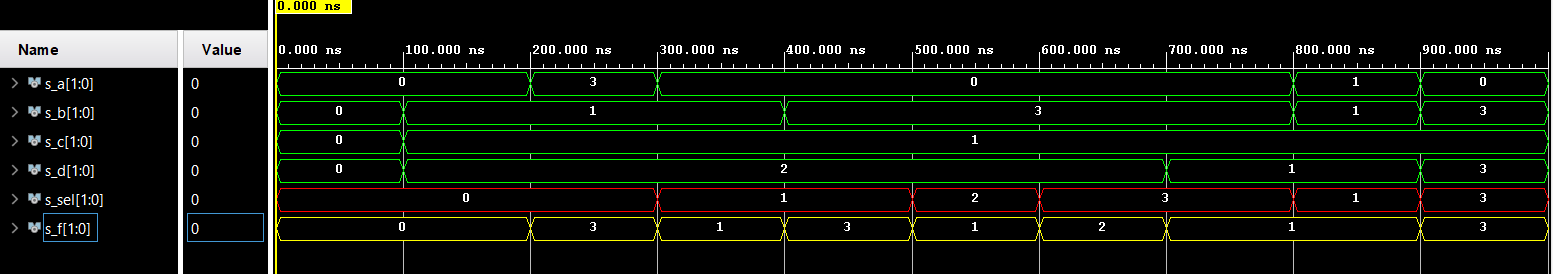 0.000 ns
Name Value 0.000 ns 100.000 ns 200.000 ns 300.000 ns 400.000 ns 500.000 ns 600.000 ns 700.000 ns 800.000 ns 900.000 ns
s_a[1:0] 0 0 3 0 1 0
s_b[1:0] 0 0 1 3 1 3
s_c[1:0] 0 0 1
s_d[1:0] 0 0 2 1 3
s_sel[1:0] 0 0 1 2 3 1 3
s_f[1:0] 0 0 3 1 3 1 2 1 3